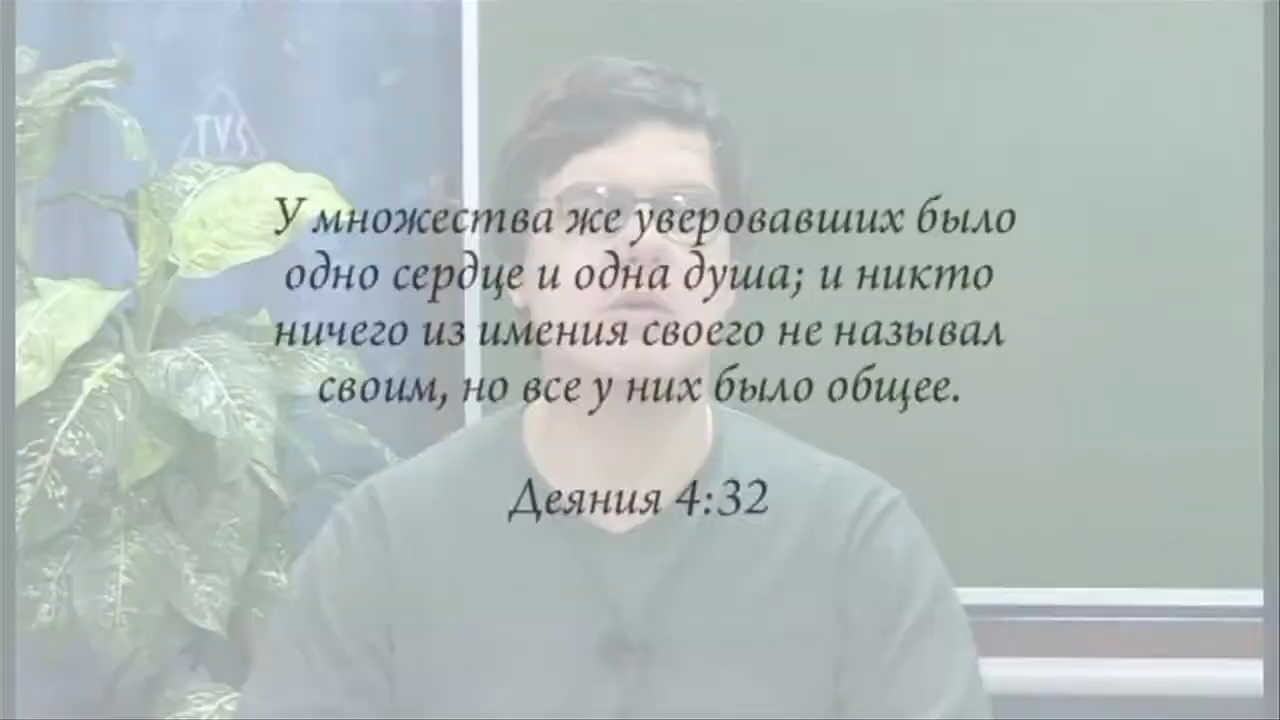 TVS
У множества же уверовавших было
одно сердце и одна душа; и никто
ничего из имения своего не называл
своим, но все у них было общее.
Деяния 4:32